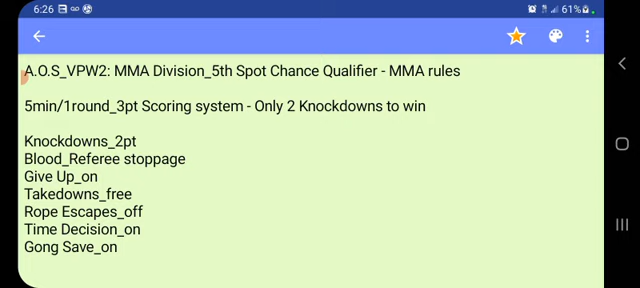 6:26
61%
A.O.S_VPW2: MMA Division_5th Spot Chance Qualifier - MMA rules
5min/1round_3pt Scoring system - Only 2 Knockdowns to win
Knockdowns_2pt
Blood_Referee stoppage
Give Up_on
Takedowns_free
Rope Escapes_off
Time Decision_on
Gong Save_on